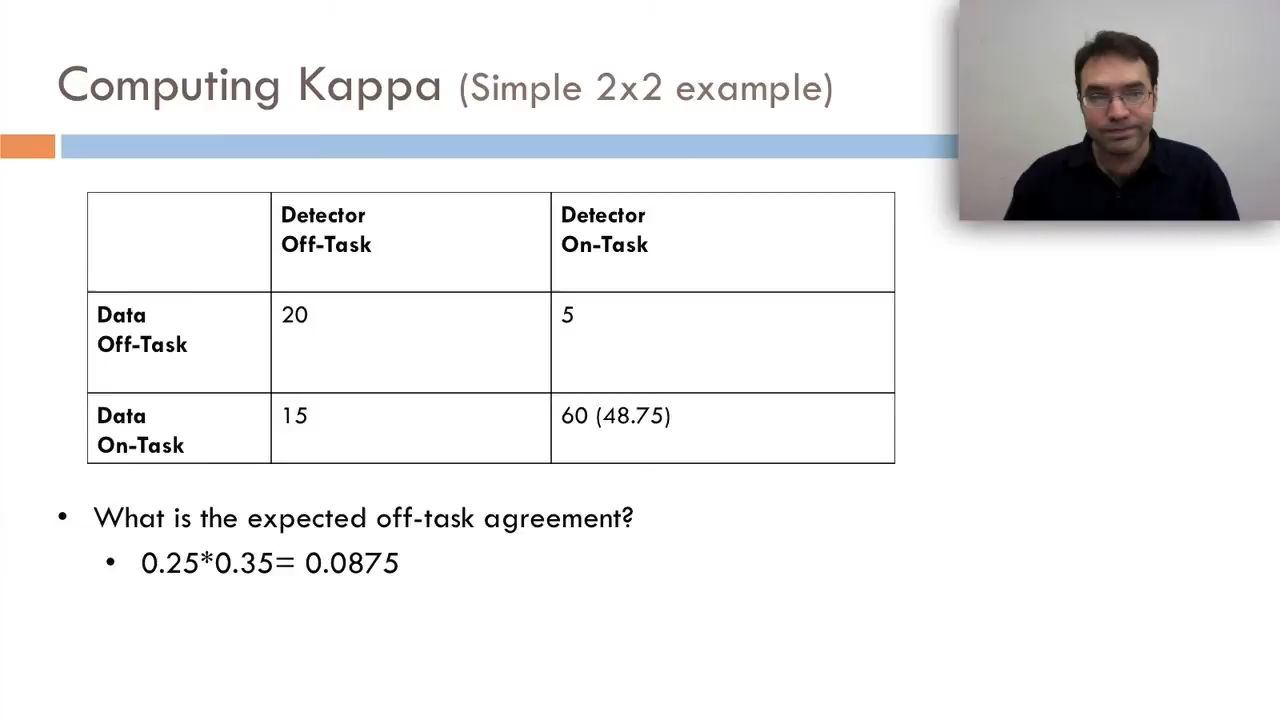 Computing Kappa (Simple 2x2 example)
Detector
Off-Task
Detector
On-Task
Data
Off-Task
20
5
Data
On-Task
15
60 (48.75)
• What is the expected off-task agreement?
• 0.25*0.35= 0.0875